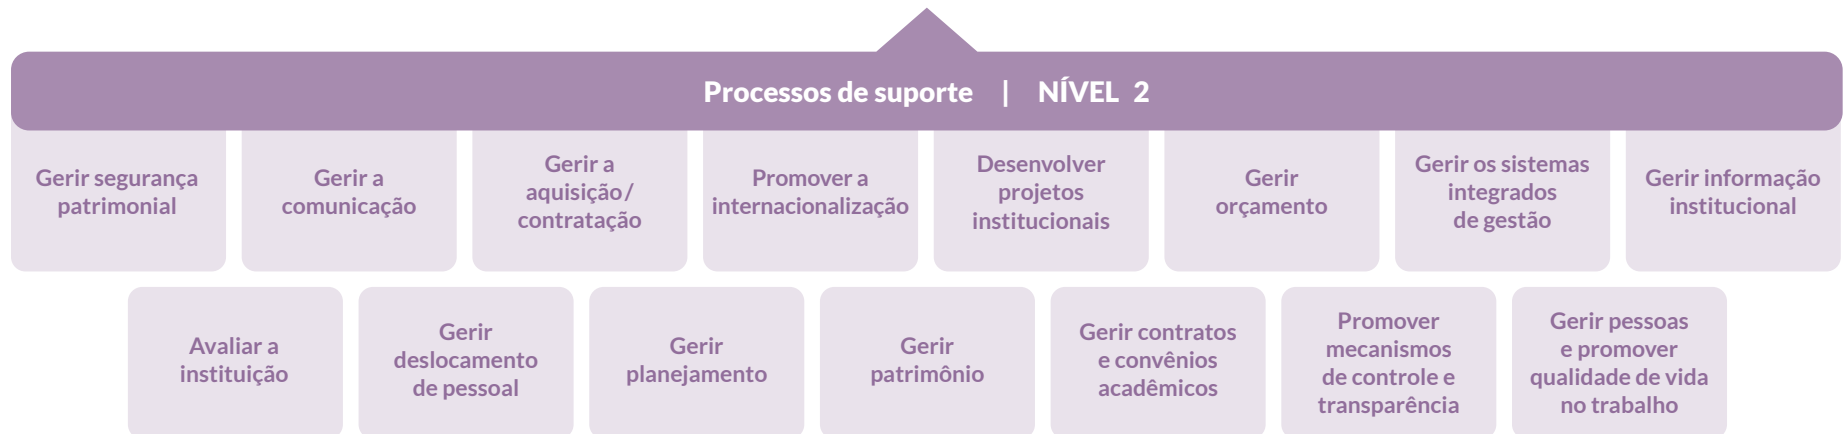 Processos de suporte | NÍVEL 2
Gerir segurança
patrimonial
Gerir a
comunicação
Gerir a
aquisição/
contratação
Promover a
internacionalização
Desenvolver
projetos
institucionais
Gerir
orçamento
Gerir os sistemas
integrados
de gestão
Gerir informação
institucional
Avaliar a
instituição
Gerir
deslocamento
de pessoal
Gerir
planejamento
Gerir
patrimônio
Gerir contratos
e convênios
acadêmicos
Promover
mecanismos
de controle e
transparência
Gerir pessoas
e promover
qualidade de vida
no trabalho